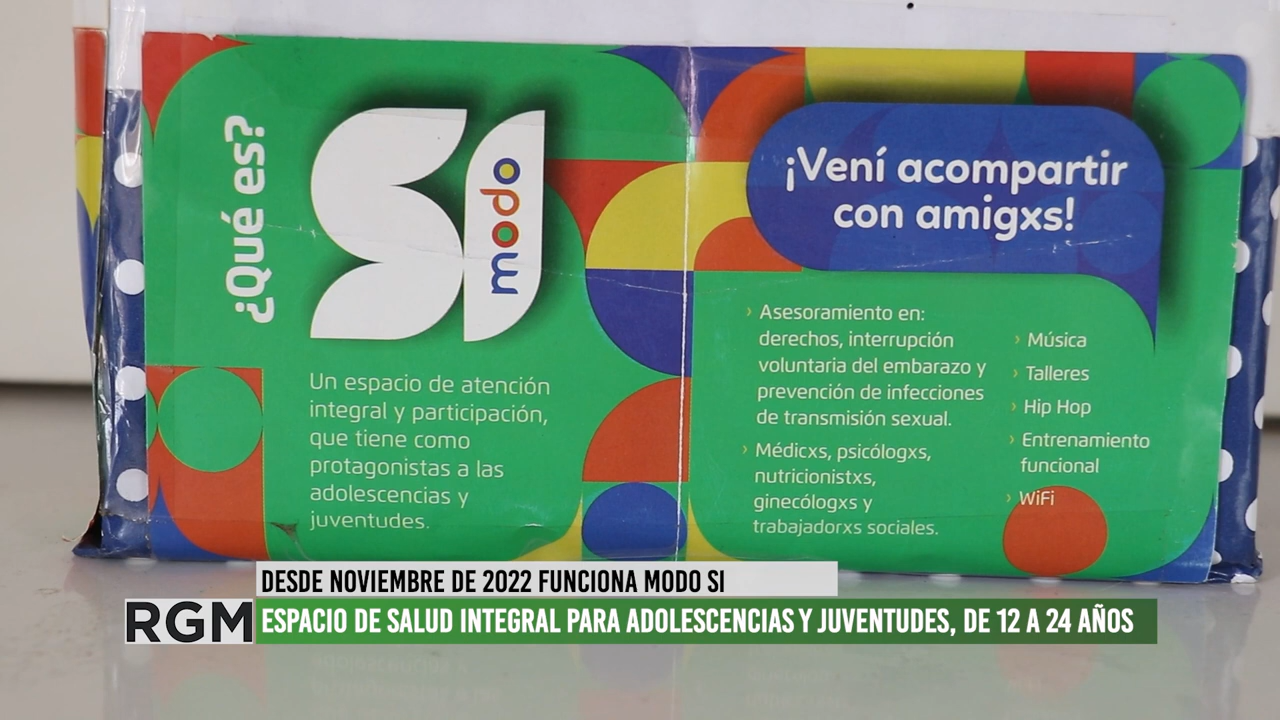 ¿Qué es?
SI
modo
Un espacio de atención
integral y participación,
que tiene como
protagonistas a las
adolescencias y
juventudes.
¡Vení acompartir
con amigxs!
› Asesoramiento en:
derechos, interrupción
voluntaria del embarazo y
prevención de infecciones
de transmisión sexual.
› Médicxs, psicólogxs,
nutricionistxs,
ginecólogxs y
trabajadorxs sociales.
› Música
› Talleres
› Hip Hop
› Entrenamiento
funcional
› WiFi
DESDE NOVIEMBRE DE 2022 FUNCIONA MODO SI
RGM
ESPACIO DE SALUD INTEGRAL PARA ADOLESCENCIAS Y JUVENTUDES, DE 12 A 24 AÑOS